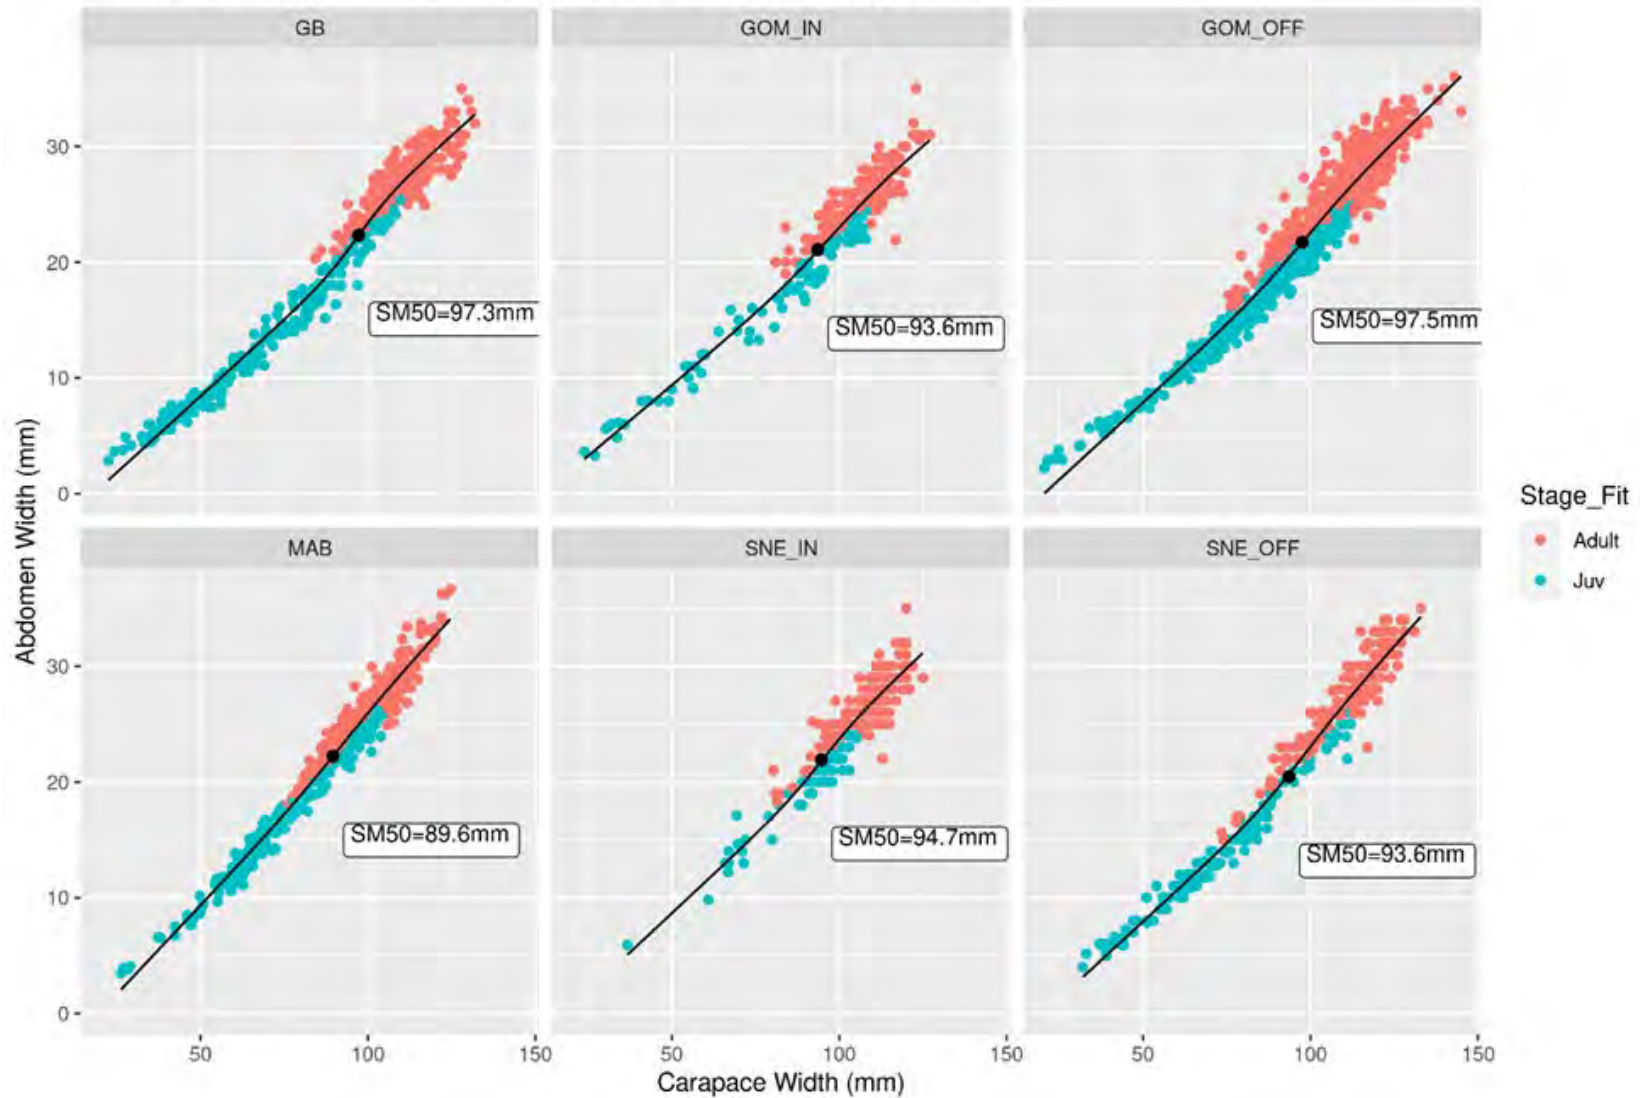 GB
GOM_IN
GOM_OFF
30
20
10
0
SM50=97.3mm
SM50=93.6mm
SM50=97.5mm
Abdomen Width (mm)
Stage_Fit
Adult
Juv
MAB
SNE_IN
SNE_OFF
30
20
10
0
SM50=89.6mm
SM50=94.7mm
SM50=93.6mm
50 100 150
50 100 150
50 100 150
Carapace Width (mm)